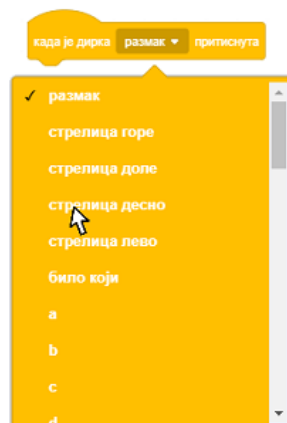 када је дирка размак притиснута
✓ размак
стрелица горе
стрелица доле
стрелица десно
стрелица лево
било који
a
b
c
d